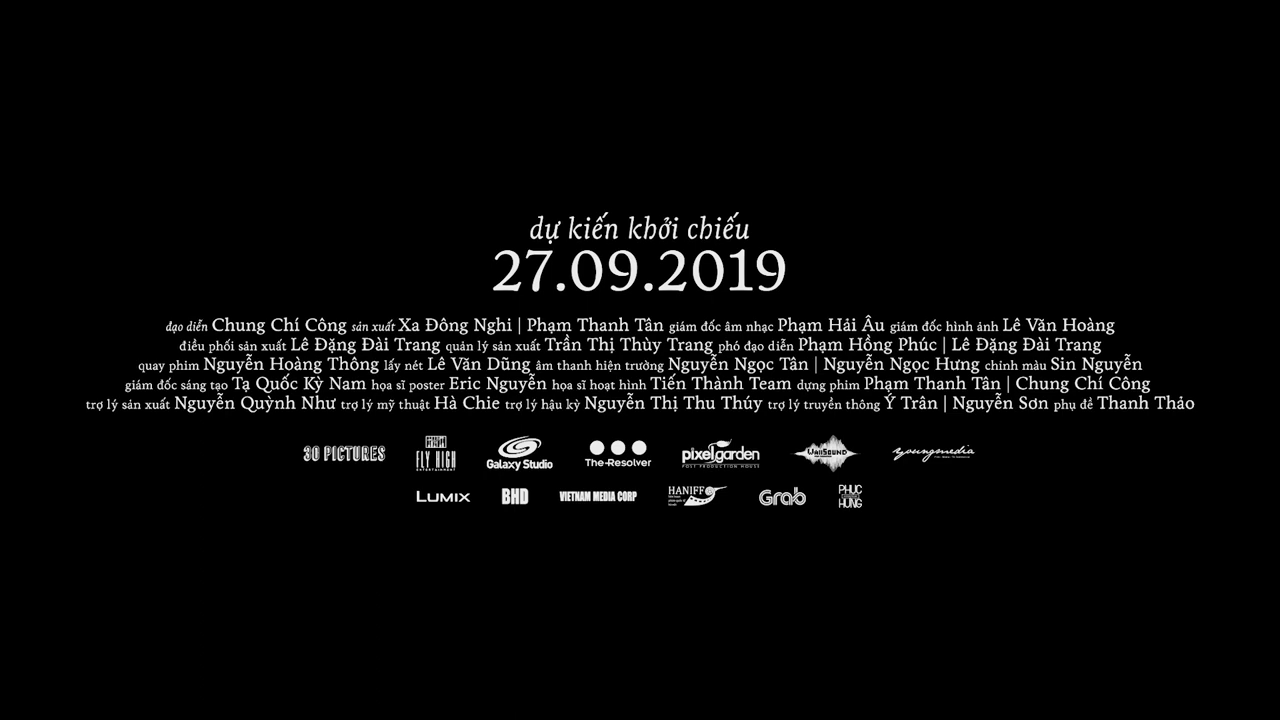 dự kiến khởi chiếu
27.09.2019
đạo diễn Chung Chí Công sản xuất Xa Đông Nghi | Phạm Thanh Tân giám đốc âm nhạc Phạm Hải Âu giám đốc hình ảnh Lê Văn Hoàng
điều phối sản xuất Lê Đặng Đài Trang quản lý sản xuất Trần Thị Thùy Trang phó đạo diễn Phạm Hồng Phúc | Lê Đặng Đài Trang
quay phim Nguyễn Hoàng Thông lấy nét Lê Văn Dũng âm thanh hiện trường Nguyễn Ngọc Tân | Nguyễn Ngọc Hưng chỉnh màu Sin Nguyễn
giám đốc sáng tạo Tạ Quốc Kỳ Nam họa sĩ poster Eric Nguyễn họa sĩ hoạt hình Tiến Thành Team dựng phim Phạm Thanh Tân | Chung Chí Công
trợ lý sản xuất Nguyễn Quỳnh Như trợ lý mỹ thuật Hà Chie trợ lý hậu kỳ Nguyễn Thị Thu Thúy trợ lý truyền thông Ý Trân | Nguyễn Sơn phụ đề Thanh Thảo
30 PICTURES FLY HIGH ENTERTAINMENT Galaxy Studio The-Resolver pixelgarden POST PRODUCTION HOUSE WallSound youngmedia
LUMIX BHD VIETNAM MEDIA CORP HANIFF Grab PHUC HUNG